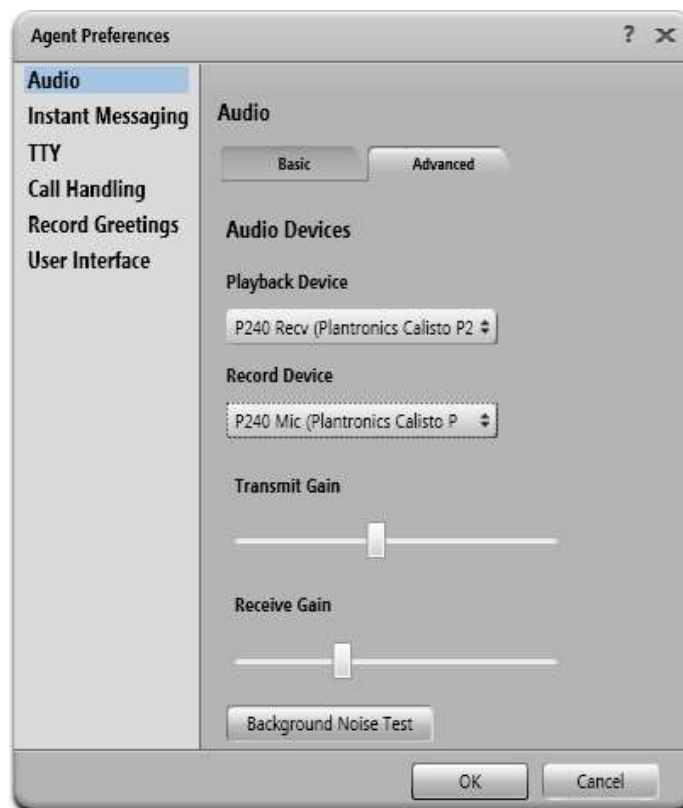 Agent Preferences ? ×
Audio
Instant Messaging
TTY
Call Handling
Record Greetings
User Interface
Audio
Basic
Advanced
Audio Devices
Playback Device
P240 Recv (Plantronics Calisto P2
Record Device
P240 Mic (Plantronics Calisto P
Transmit Gain
Receive Gain
Background Noise Test
OK
Cancel